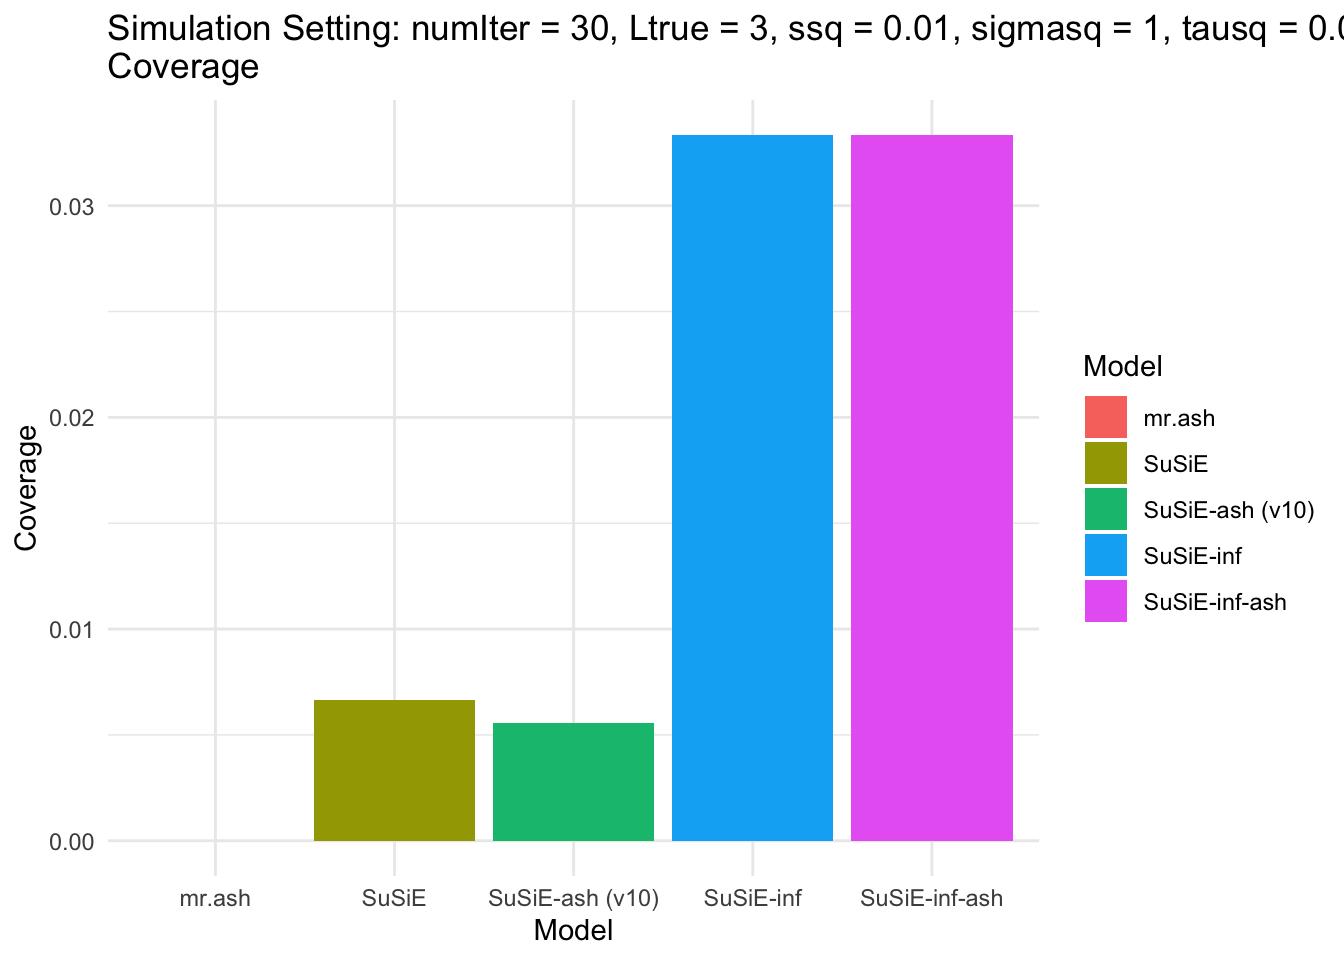 Simulation Setting: numIter = 30, Ltrue = 3, ssq = 0.01, sigmasq = 1, tausq = 0.0
Coverage
0.03
0.02
0.01
0.00
Coverage
mr.ash
SuSiE
SuSiE-ash (v10)
SuSiE-inf
SuSiE-inf-ash
Model
Model
mr.ash
SuSiE
SuSiE-ash (v10)
SuSiE-inf
SuSiE-inf-ash